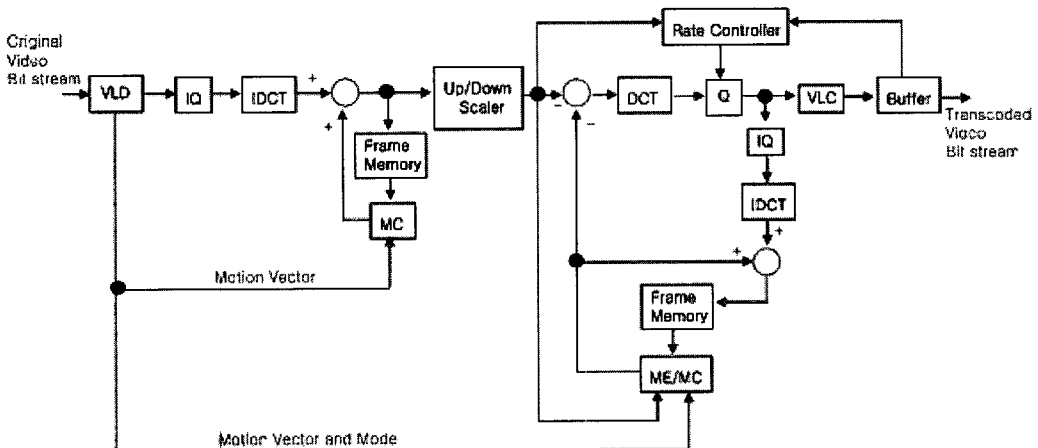 Original
Video
Bit stream
VLD
IQ
IDCT
+
+
Frame
Memory
MC
Motion Vector
Up/Down
Scaler
Rate Controller
−
−
DCT
Q
VLC
Buffer
Transcoded
Video
Bit stream
IQ
IDCT
+
+
Frame
Memory
ME/MC
Motion Vector and Mode